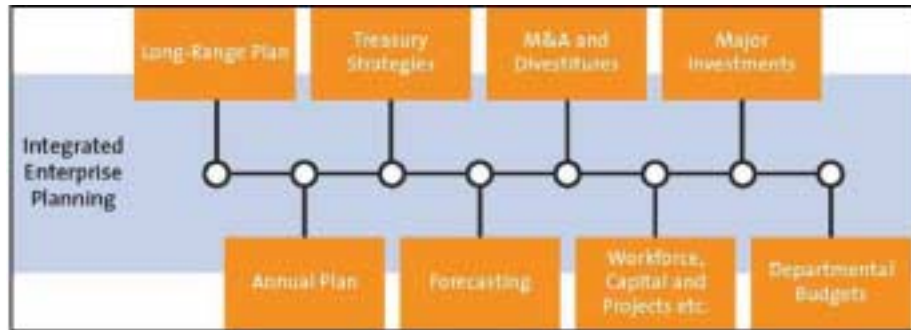 Long-Range Plan
Treasury
Strategies
M&A and
Divestitures
Major
Investments
Integrated
Enterprise
Planning
Annual Plan
Forecasting
Workforce,
Capital and
Projects etc.
Departmental
Budgets